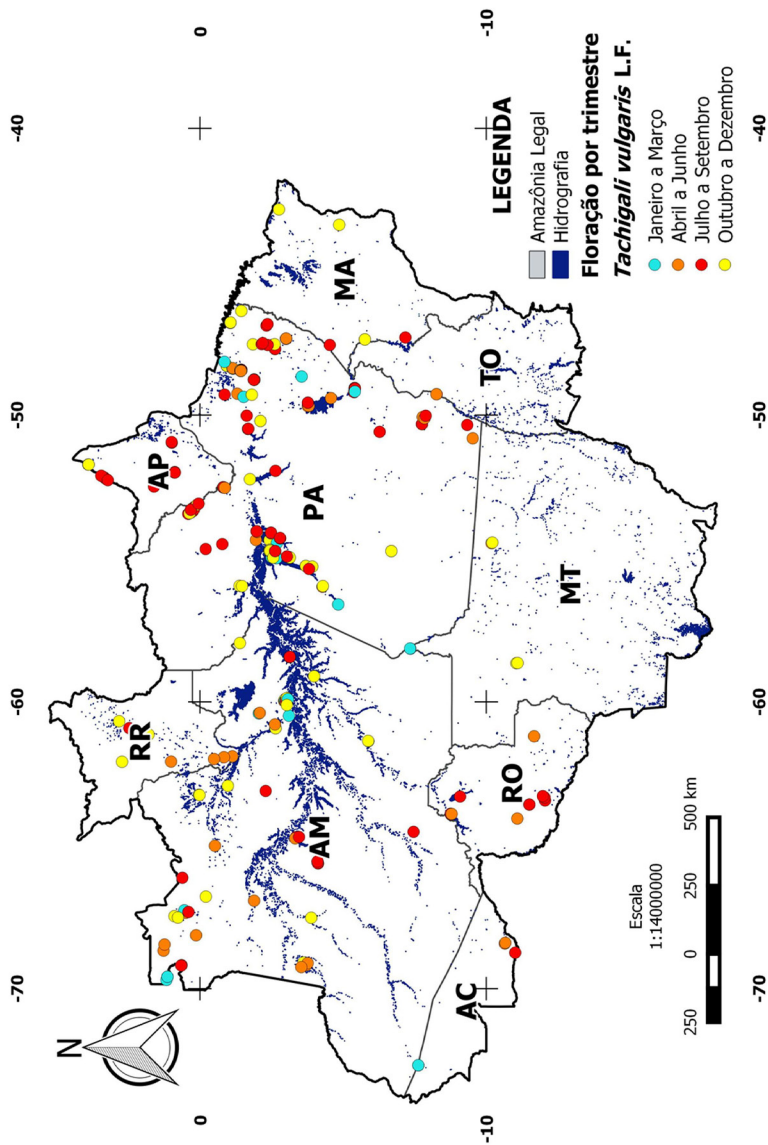 -70
-60
-50
-40
0
0
-10
-10
-70
-60
-50
-40
N
RR
AP
AM
PA
MA
AC
RO
MT
TO
Escala
1:14000000
250 0 250 500 km
LEGENDA
Amazônia Legal
Hidrografia
Floração por trimestre
Tachigali vulgaris L.F.
Janeiro a Março
Abril a Junho
Julho a Setembro
Outubro a Dezembro